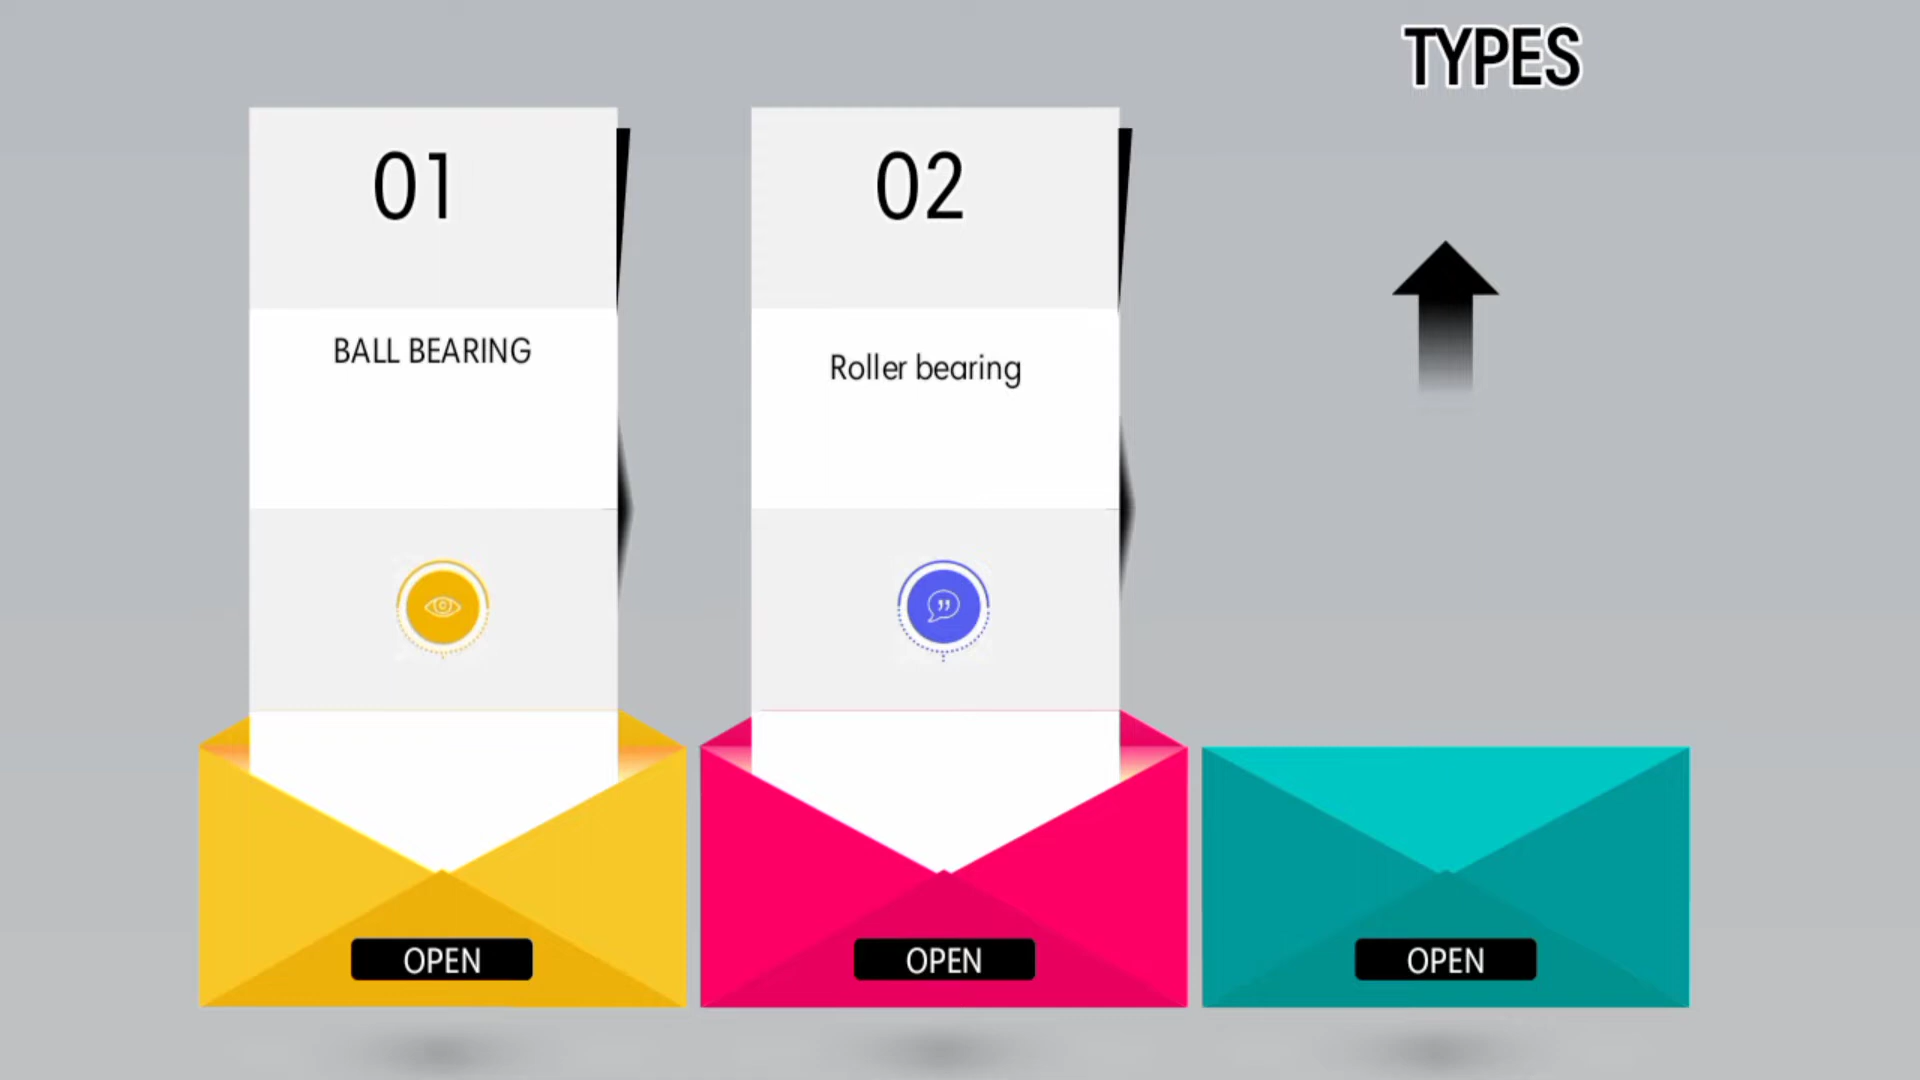 TYPES
01
02
BALL BEARING
Roller bearing
OPEN
OPEN
OPEN